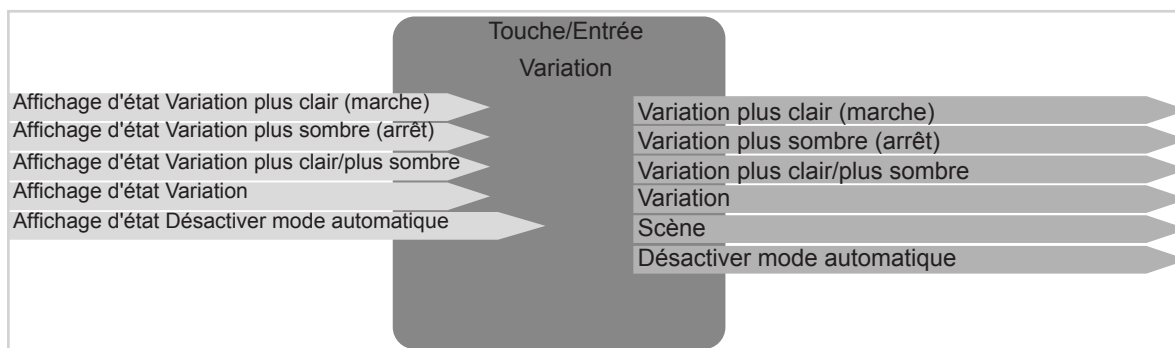 Touche/Entrée
Variation
Affichage d'état Variation plus clair (marche)
Affichage d'état Variation plus sombre (arrêt)
Affichage d'état Variation plus clair/plus sombre
Affichage d'état Variation
Affichage d'état Désactiver mode automatique
Variation plus clair (marche)
Variation plus sombre (arrêt)
Variation plus clair/plus sombre
Variation
Scène
Désactiver mode automatique